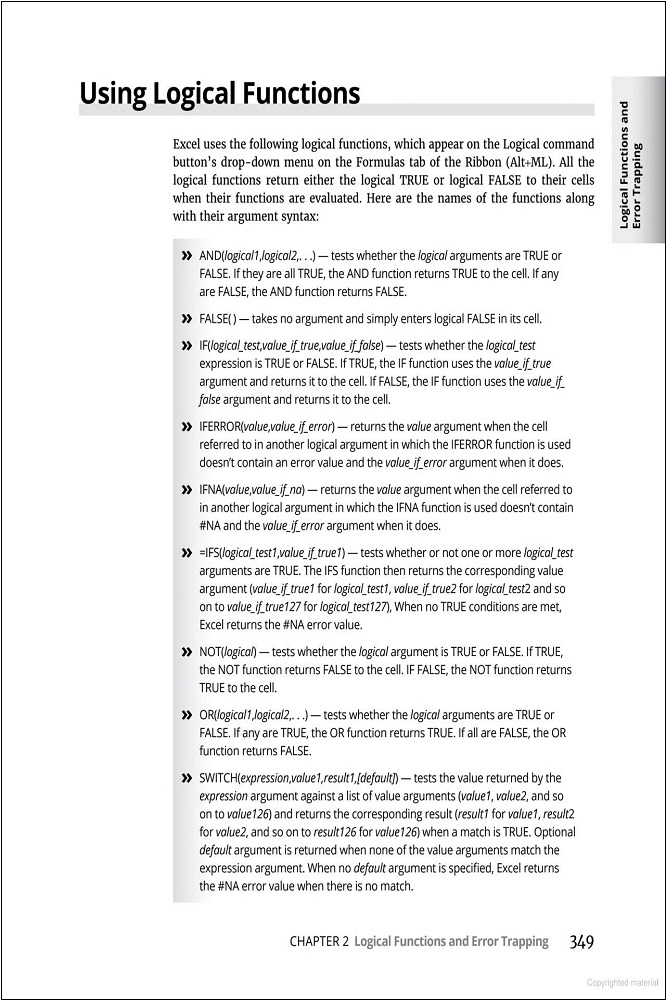 Using Logical Functions
Logical Functions and
Error Trapping
Excel uses the following logical functions, which appear on the Logical command
button's drop-down menu on the Formulas tab of the Ribbon (Alt+ML). All the
logical functions return either the logical TRUE or logical FALSE to their cells
when their functions are evaluated. Here are the names of the functions along
with their argument syntax:
» AND(logical1,logical2,. . .) — tests whether the logical arguments are TRUE or
FALSE. If they are all TRUE, the AND function returns TRUE to the cell. If any
are FALSE, the AND function returns FALSE.
» FALSE( ) — takes no argument and simply enters logical FALSE in its cell.
» IF(logical_test,value_if_true,value_if_false) — tests whether the logical_test
expression is TRUE or FALSE. If TRUE, the IF function uses the value_if_true
argument and returns it to the cell. If FALSE, the IF function uses the value_if_
false argument and returns it to the cell.
» IFERROR(value,value_if_error) — returns the value argument when the cell
referred to in another logical argument in which the IFERROR function is used
doesn't contain an error value and the value_if_error argument when it does.
» IFNA(value,value_if_na) — returns the value argument when the cell referred to
in another logical argument in which the IFNA function is used doesn't contain
#NA and the value_if_error argument when it does.
» =IFS(logical_test1,value_if_true1) — tests whether or not one or more logical_test
arguments are TRUE. The IFS function then returns the corresponding value
argument (value_if_true1 for logical_test1, value_if_true2 for logical_test2 and so
on to value_if_true127 for logical_test127), When no TRUE conditions are met,
Excel returns the #NA error value.
» NOT(logical) — tests whether the logical argument is TRUE or FALSE. If TRUE,
the NOT function returns FALSE to the cell. IF FALSE, the NOT function returns
TRUE to the cell.
» OR(logical1,logical2,. . .) — tests whether the logical arguments are TRUE or
FALSE. If any are TRUE, the OR function returns TRUE. If all are FALSE, the OR
function returns FALSE.
» SWITCH(expression,value1,result1,[default]) — tests the value returned by the
expression argument against a list of value arguments (value1, value2, and so
on to value126) and returns the corresponding result (result1 for value1, result2
for value2, and so on to result126 for value126) when a match is TRUE. Optional
default argument is returned when none of the value arguments match the
expression argument. When no default argument is specified, Excel returns
the #NA error value when there is no match.
CHAPTER 2 Logical Functions and Error Trapping 349
Copyrighted material